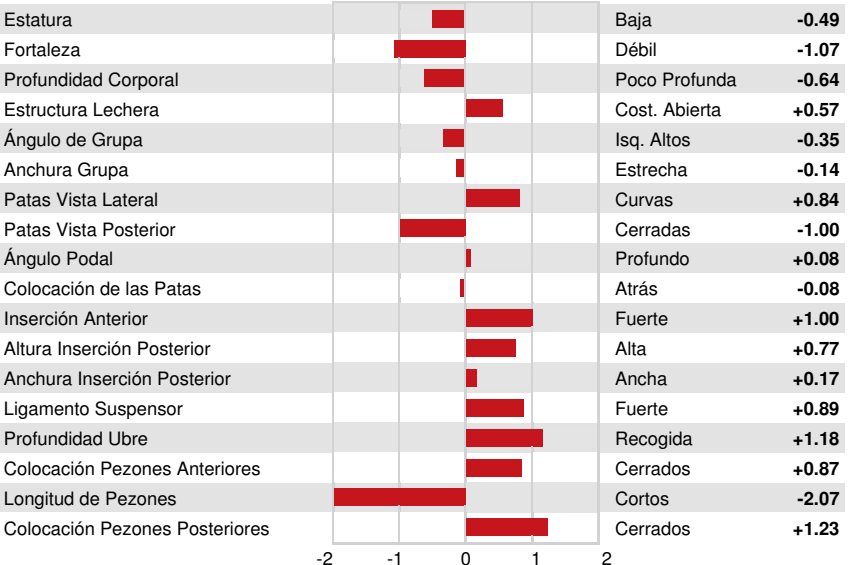 Estatura Baja -0.49
Fortaleza Débil -1.07
Profundidad Corporal Poco Profunda -0.64
Estructura Lechera Cost. Abierta +0.57
Ángulo de Grupa Isq. Altos -0.35
Anchura Grupa Estrecha -0.14
Patas Vista Lateral Curvas +0.84
Patas Vista Posterior Cerradas -1.00
Ángulo Podal Profundo +0.08
Colocación de las Patas Atrás -0.08
Inserción Anterior Fuerte +1.00
Altura Inserción Posterior Alta +0.77
Anchura Inserción Posterior Ancha +0.17
Ligamento Suspensor Fuerte +0.89
Profundidad Ubre Recogida +1.18
Colocación Pezones Anteriores Cerrados +0.87
Longitud de Pezones Cortos -2.07
Colocación Pezones Posteriores Cerrados +1.23
-2 -1 0 1 2